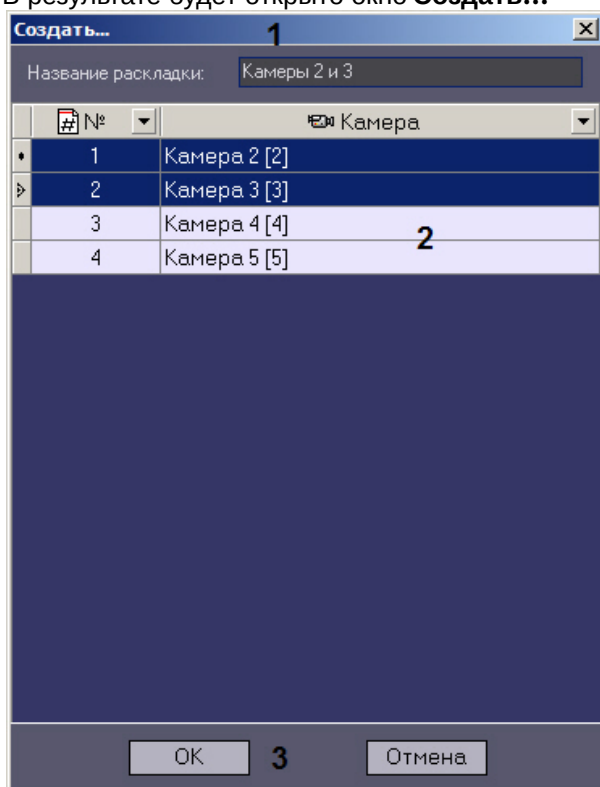 В результате будет открыто окно Создать...
Создать... 1
Название раскладки: Камеры 2 и 3
№ Камера
1 Камера 2 [2]
2 Камера 3 [3]
3 Камера 4 [4]
2
4 Камера 5 [5]
OK 3 Отмена